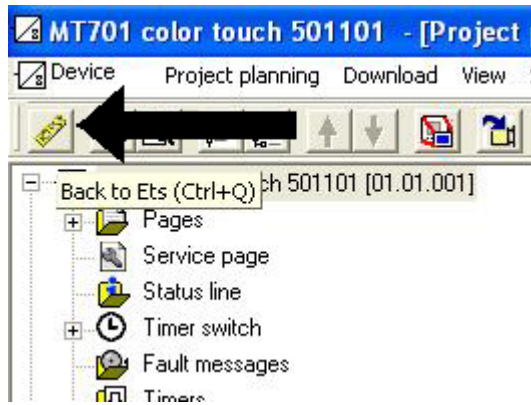 MT701 color touch 501101 - [Project
Device Project planning Download View
Back to Ets (Ctrl+Q) ch 501101 [01.01.001]
Pages
Service page
Status line
Timer switch
Fault messages
Timers